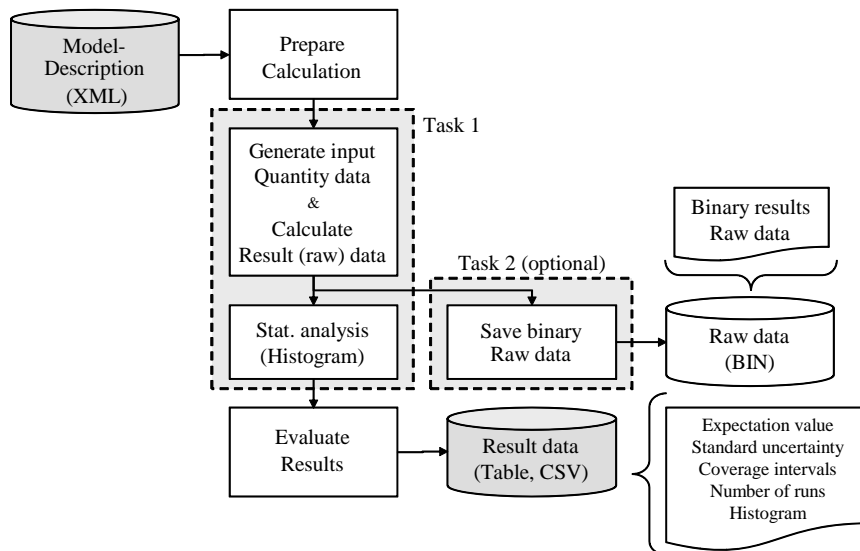 Model-
Description
(XML)
Prepare
Calculation
Task 1
Generate input
Quantity data
&
Calculate
Result (raw) data
Binary results
Raw data
Task 2 (optional)
Stat. analysis
(Histogram)
Save binary
Raw data
Raw data
(BIN)
Evaluate
Results
Result data
(Table, CSV)
Expectation value
Standard uncertainty
Coverage intervals
Number of runs
Histogram